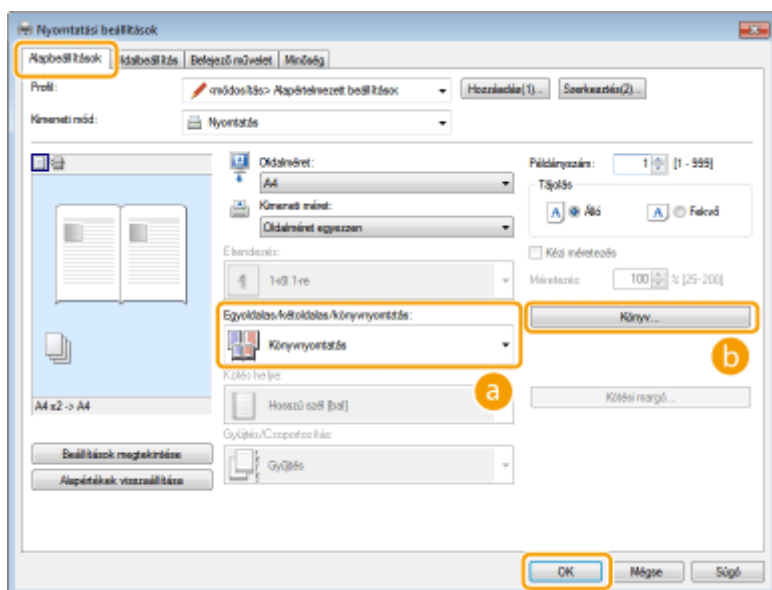 Nyomtatási beállítások
Alapbeállítások Oldalbeállítás Befejező művelet Minőség
Profil: <módosítás> Alapértelmezett beállítások Hozzáadás(1)... Szerkesztés(2)...
Kimeneti mód: Nyomtatás
Oldalméret: Példányszám: 1 [1 - 999]
A4 Tájolás
Kimeneti méret: A Álló A Fekvő
Oldalméret egyezzen
Elrendezés: Kézi méretezés
1 1-től 1-re Méretezés: 100 % [25-200]
Egyoldalas/kétoldalas/könyvnyomtatás: Könyv...
Könyvnyomtatás b
a
Kötés helye:
A4 x2 -> A4 Hosszú szél [bal] Kötési margó...
Gyűjtés/Csoportosítás:
Beállítások megtekintése Gyűjtés
Alapértékek visszaállítása
OK Mégse Súgó